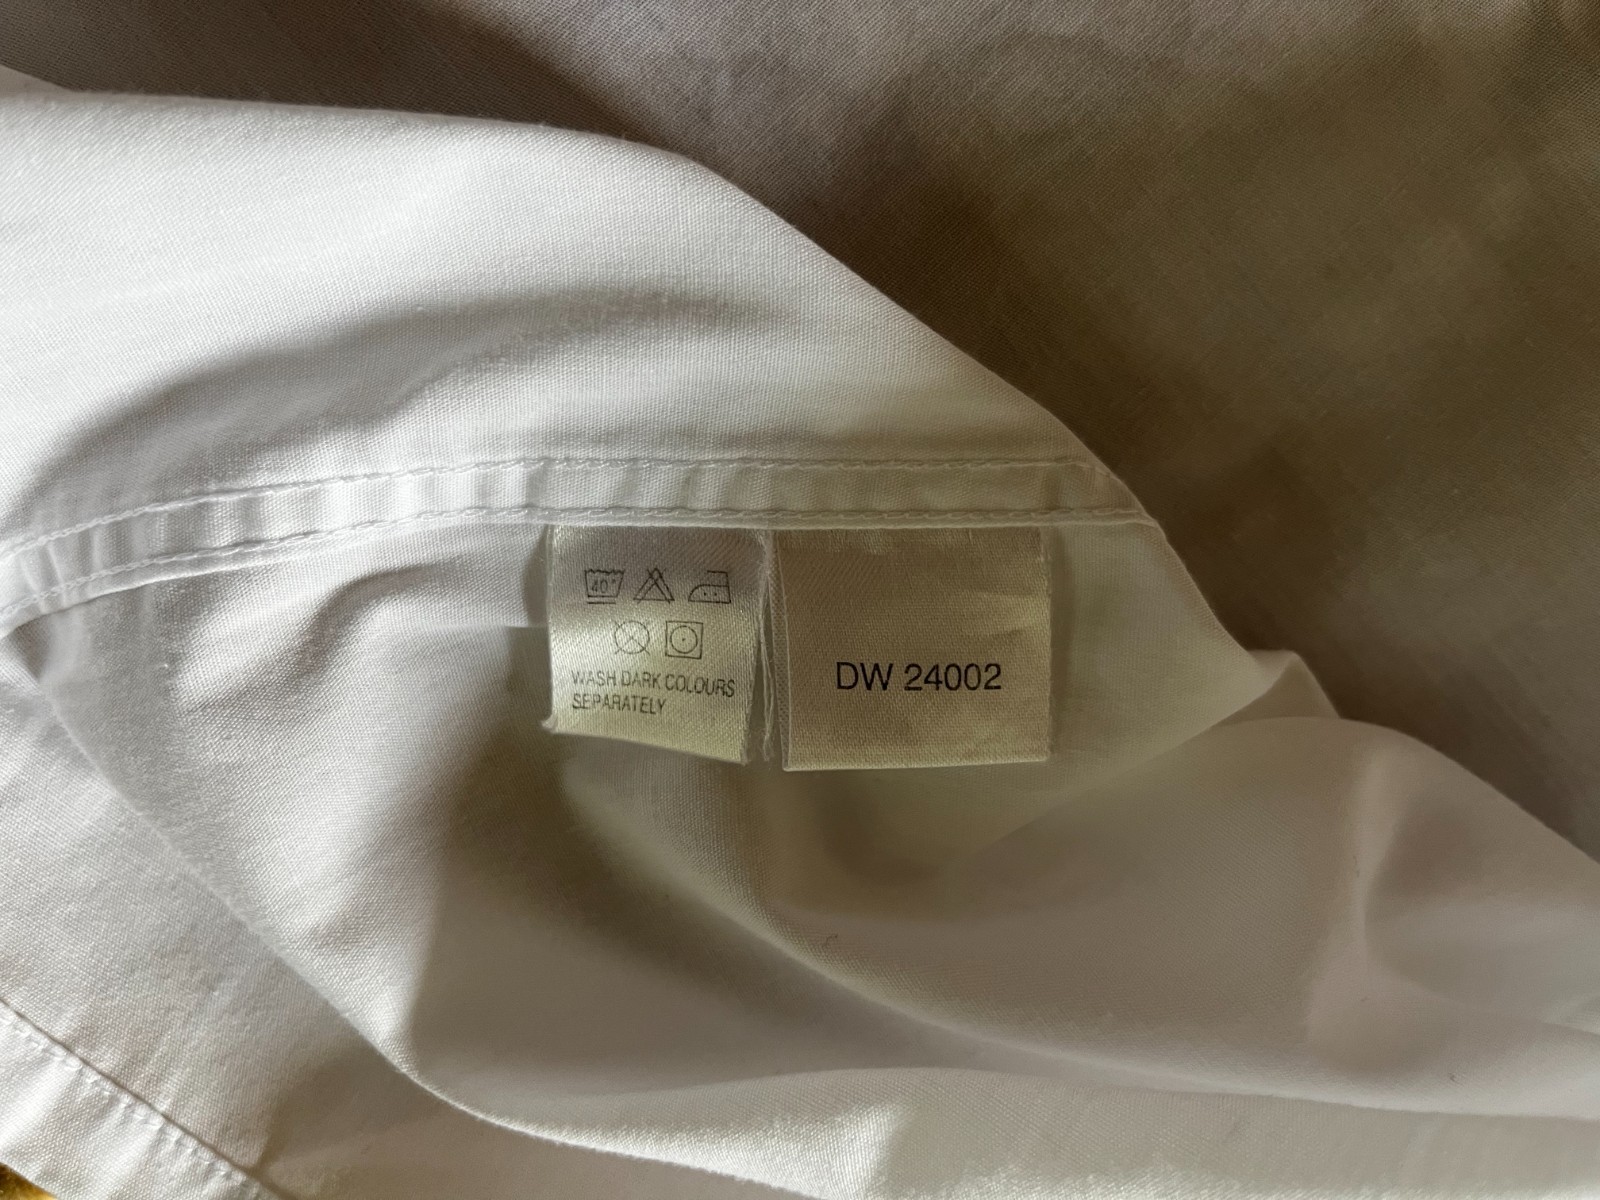 40°
WASH DARK COLOURS
SEPARATELY
DW 24002